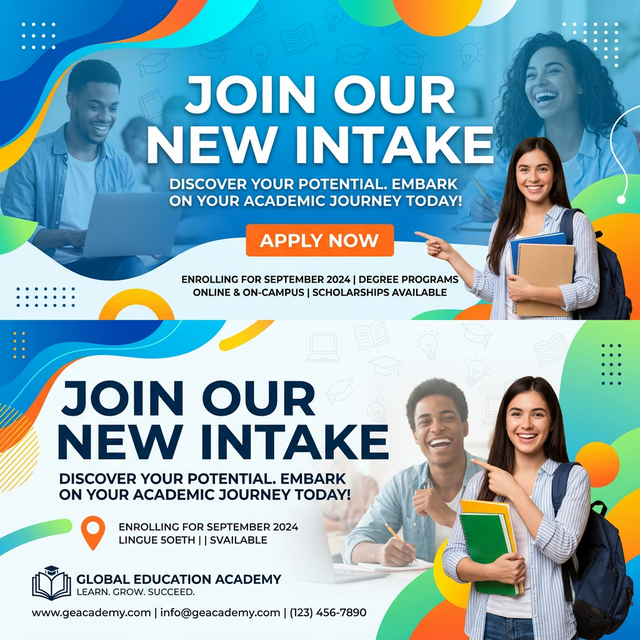 JOIN OUR
NEW INTAKE
DISCOVER YOUR POTENTIAL. EMBARK
ON YOUR ACADEMIC JOURNEY TODAY!
APPLY NOW
ENROLLING FOR SEPTEMBER 2024 | DEGREE PROGRAMS
ONLINE & ON-CAMPUS | SCHOLARSHIPS AVAILABLE
JOIN OUR
NEW INTAKE
DISCOVER YOUR POTENTIAL. EMBARK
ON YOUR ACADEMIC JOURNEY TODAY!
ENROLLING FOR SEPTEMBER 2024
LINGUE 5OETH | | SVAILABLE
GLOBAL EDUCATION ACADEMY
LEARN. GROW. SUCCEED.
www.geacademy.com | info@geacademy.com | (123) 456-7890